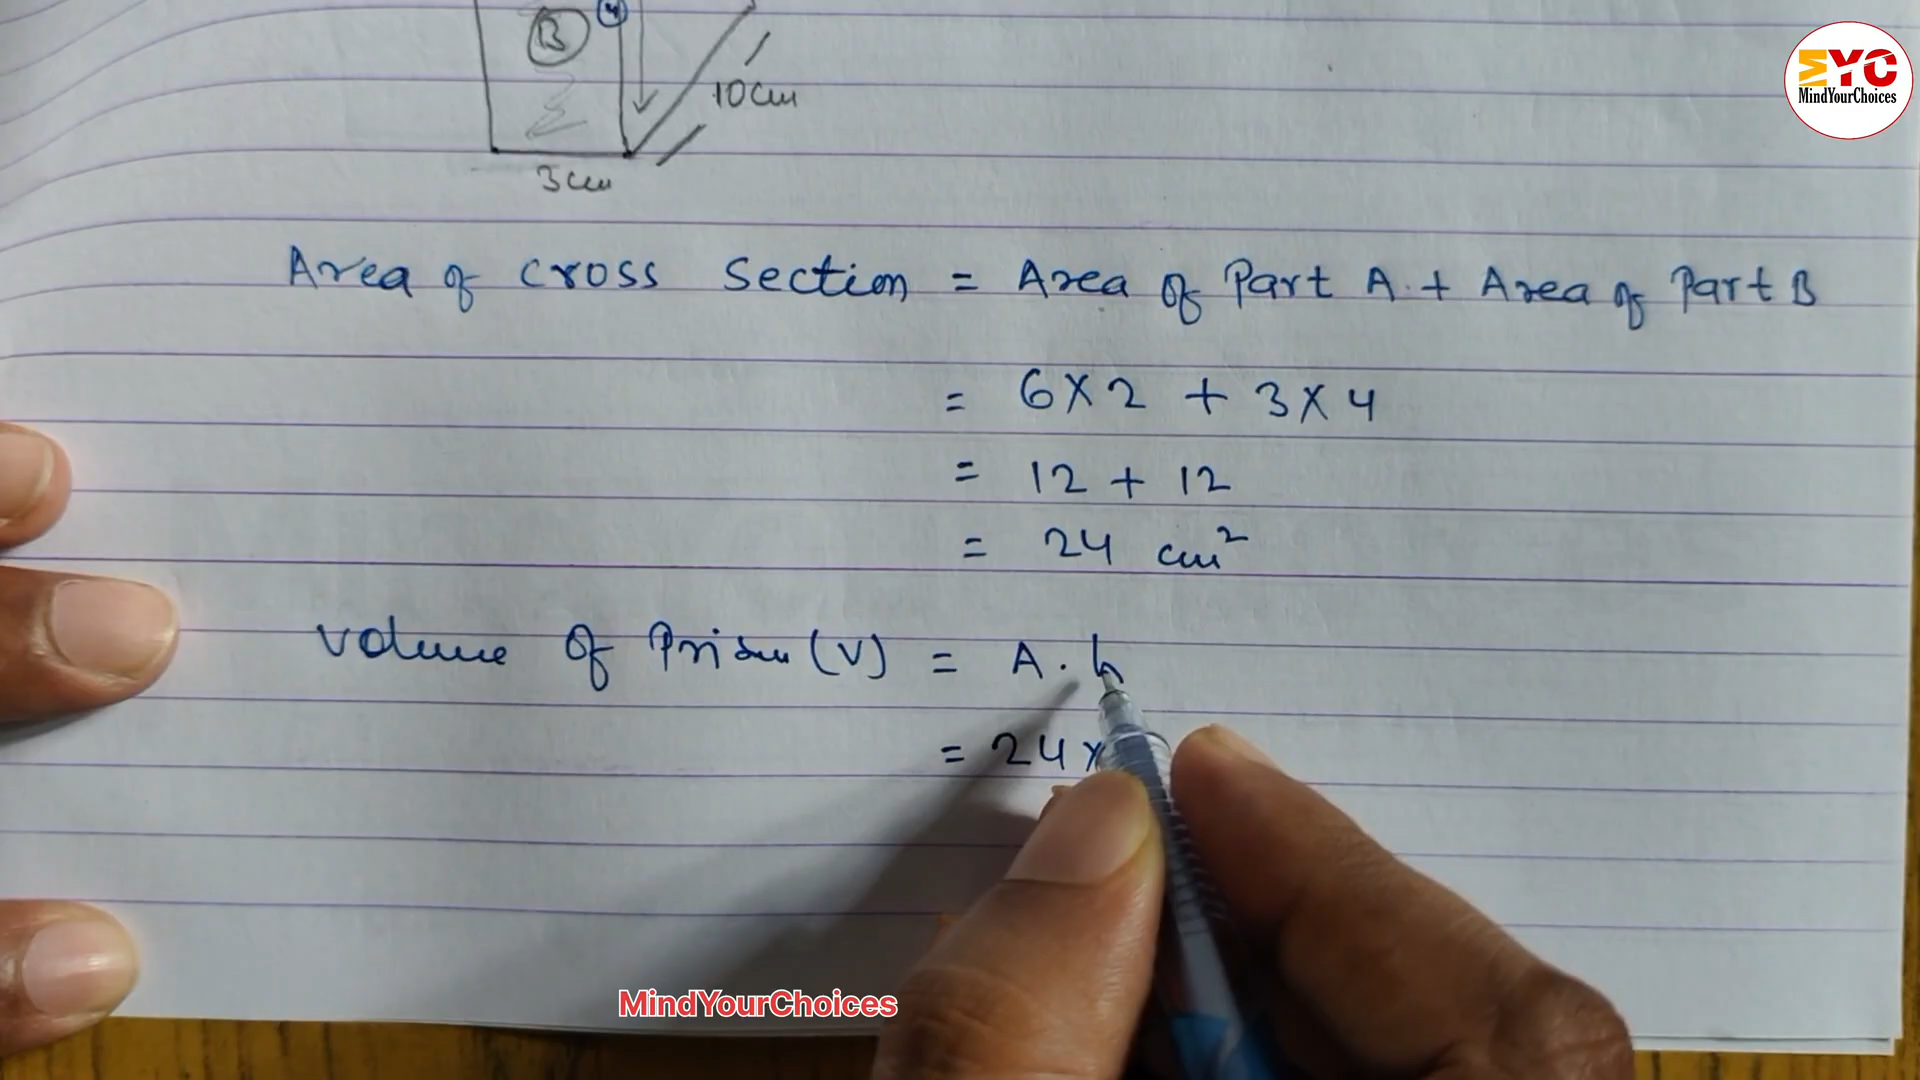 MYC
MindYourChoices
B
4
10cm
3cm
Area of cross Section = Area of Part A + Area of Part B
= 6 X 2 + 3 X 4
= 12 + 12
= 24 cm²
Volume of Prism (V) = A . h
= 24 x
MindYourChoices